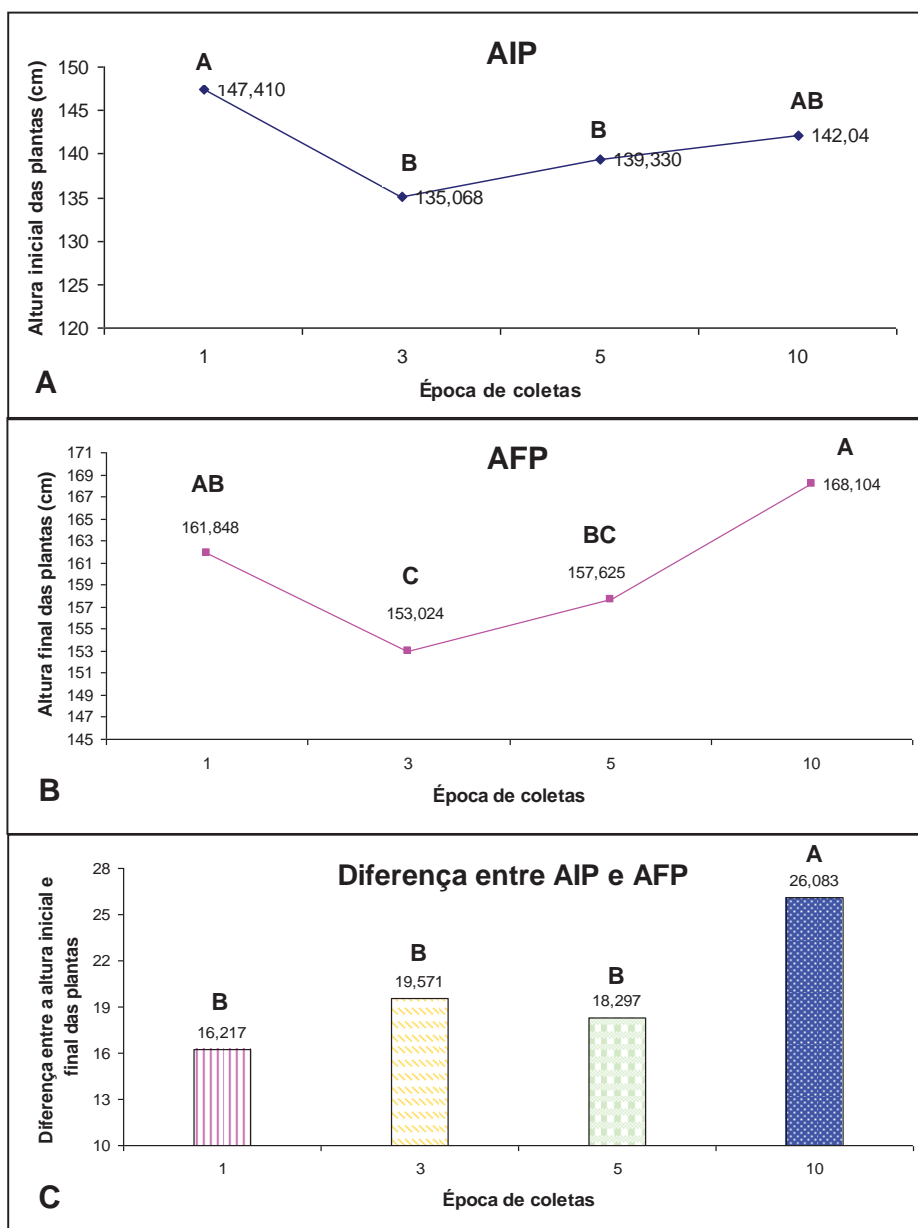 AIP
Altura inicial das plantas (cm)
150
145
140
135
130
125
120
A
147,410
B
135,068
B
139,330
AB
142,04
1 3 5 10
Época de coletas
A
AFP
Altura final das plantas (cm)
171
169
167
165
163
161
159
157
155
153
151
149
147
145
AB
161,848
C
153,024
BC
157,625
A
168,104
1 3 5 10
Época de coletas
B
Diferença entre AIP e AFP
Diferença entre a altura inicial e
final das plantas
28
25
22
19
16
13
10
B
16,217
B
19,571
B
18,297
A
26,083
1 3 5 10
Época de coletas
C